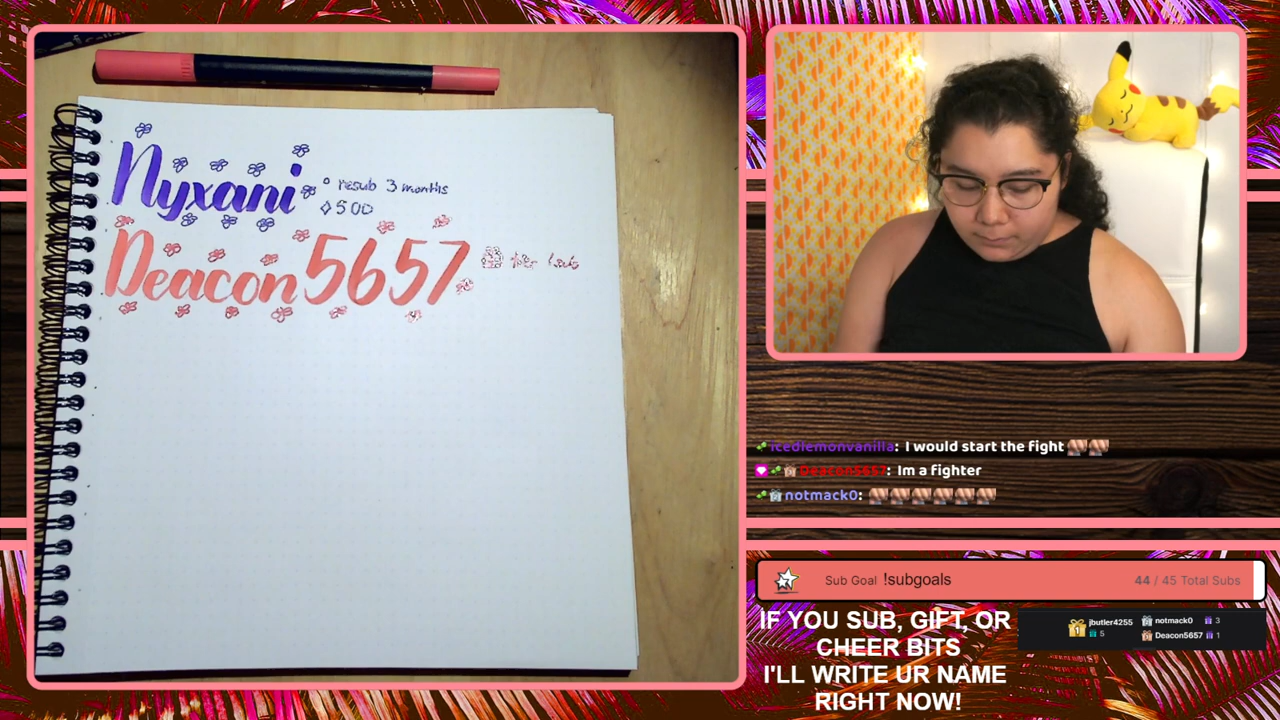 Nyxani
° resub 3 months
◊500
Deacon5657
icedlemonvanilla: I would start the fight
Deacon5657: Im a fighter
notmack0:
Sub Goal !subgoals 44 / 45 Total Subs
IF YOU SUB, GIFT, OR
CHEER BITS
I'LL WRITE UR NAME
RIGHT NOW!
1 jbutler4255 5
notmack0 3
Deacon5657 1